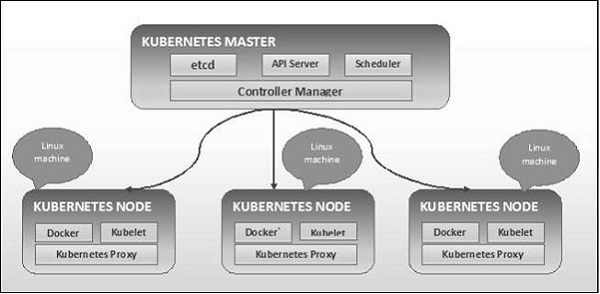 KUBERNETES MASTER
etcd
API Server
Scheduler
Controller Manager
Linux
machine
Linux
machine
Linux
machine
KUBERNETES NODE
Docker
Kubelet
Kubernetes Proxy
KUBERNETES NODE
Docker`
Kubelet
Kubernetes Proxy
KUBERNETES NODE
Docker
Kubelet
Kubernetes Proxy